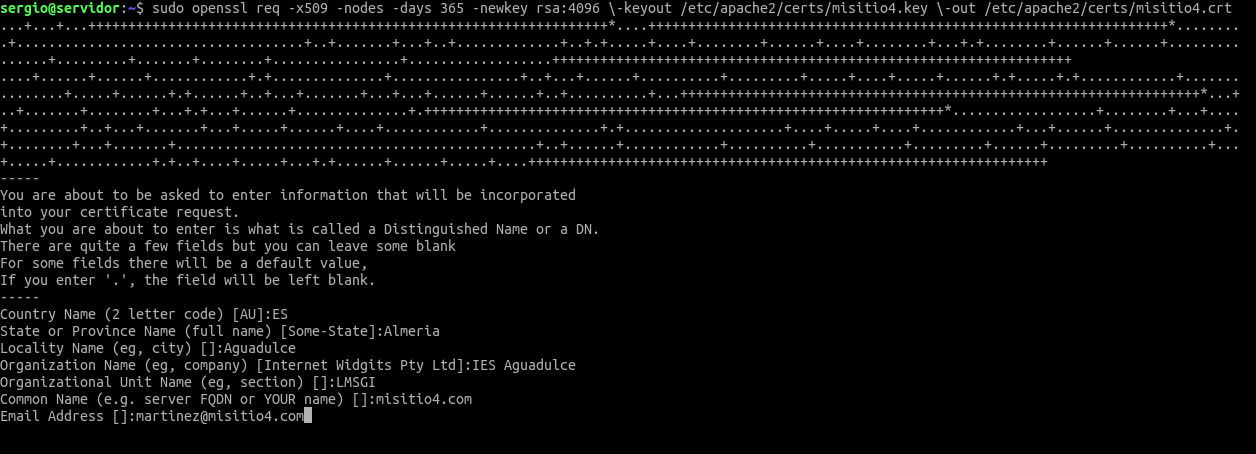 sergio@servidor:~$ sudo openssl req -x509 -nodes -days 365 -newkey rsa:4096 \-keyout /etc/apache2/certs/misitio4.key \-out /etc/apache2/certs/misitio4.crt
-----
You are about to be asked to enter information that will be incorporated
into your certificate request.
What you are about to enter is what is called a Distinguished Name or a DN.
There are quite a few fields but you can leave some blank
For some fields there will be a default value,
If you enter '.', the field will be left blank.
-----
Country Name (2 letter code) [AU]:ES
State or Province Name (full name) [Some-State]:Almeria
Locality Name (eg, city) []:Aguadulce
Organization Name (eg, company) [Internet Widgits Pty Ltd]:IES Aguadulce
Organizational Unit Name (eg, section) []:LMSGI
Common Name (e.g. server FQDN or YOUR name) []:misitio4.com
Email Address []:martinez@misitio4.com